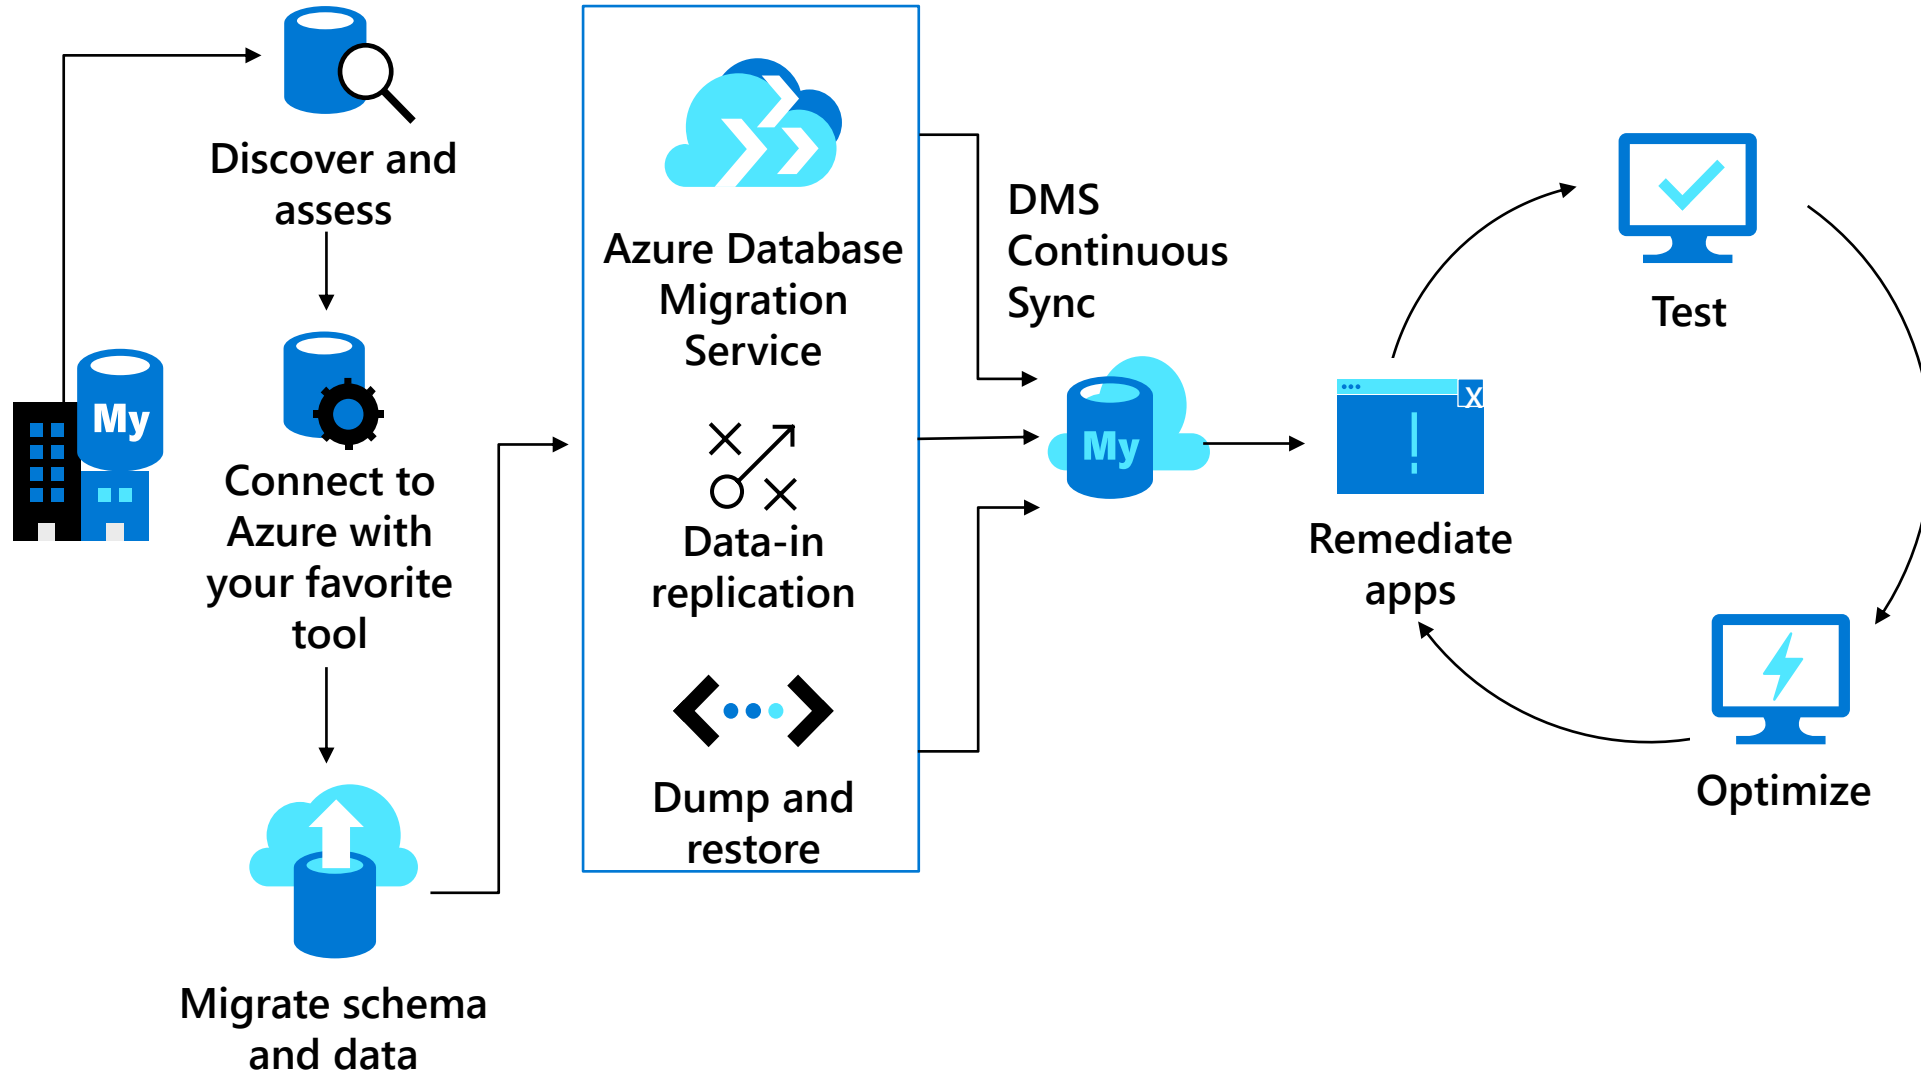 Discover and
assess
My
Connect to
Azure with
your favorite
tool
Migrate schema
and data
Azure Database
Migration
Service
Data-in
replication
Dump and
restore
DMS
Continuous
Sync
My
X
Remediate
apps
Test
Optimize